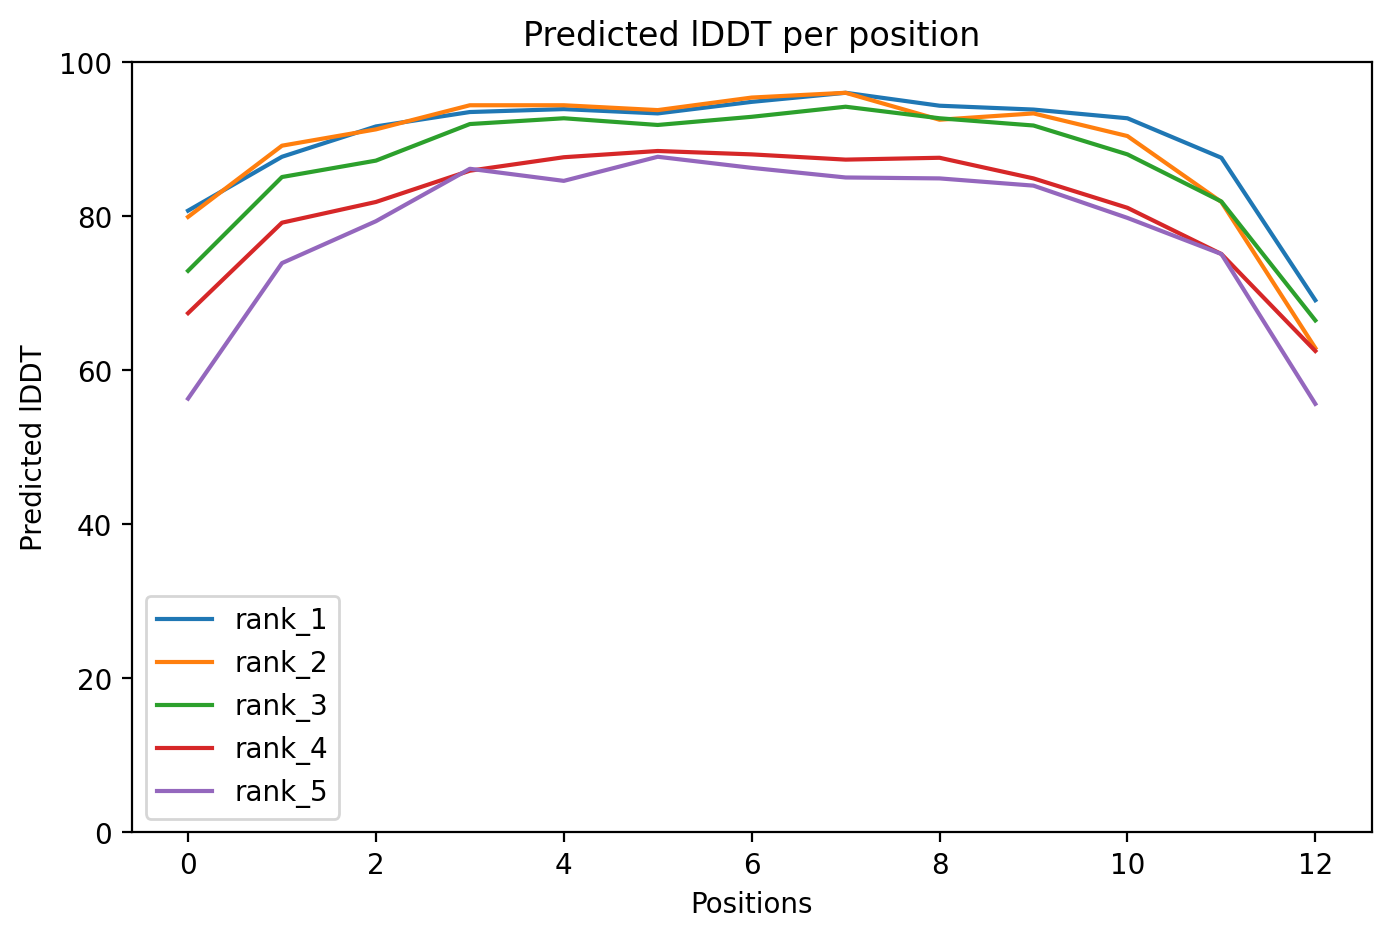 Predicted lDDT per position
100
80
60
40
20
0
Predicted lDDT
rank_1
rank_2
rank_3
rank_4
rank_5
0 2 4 6 8 10 12
Positions